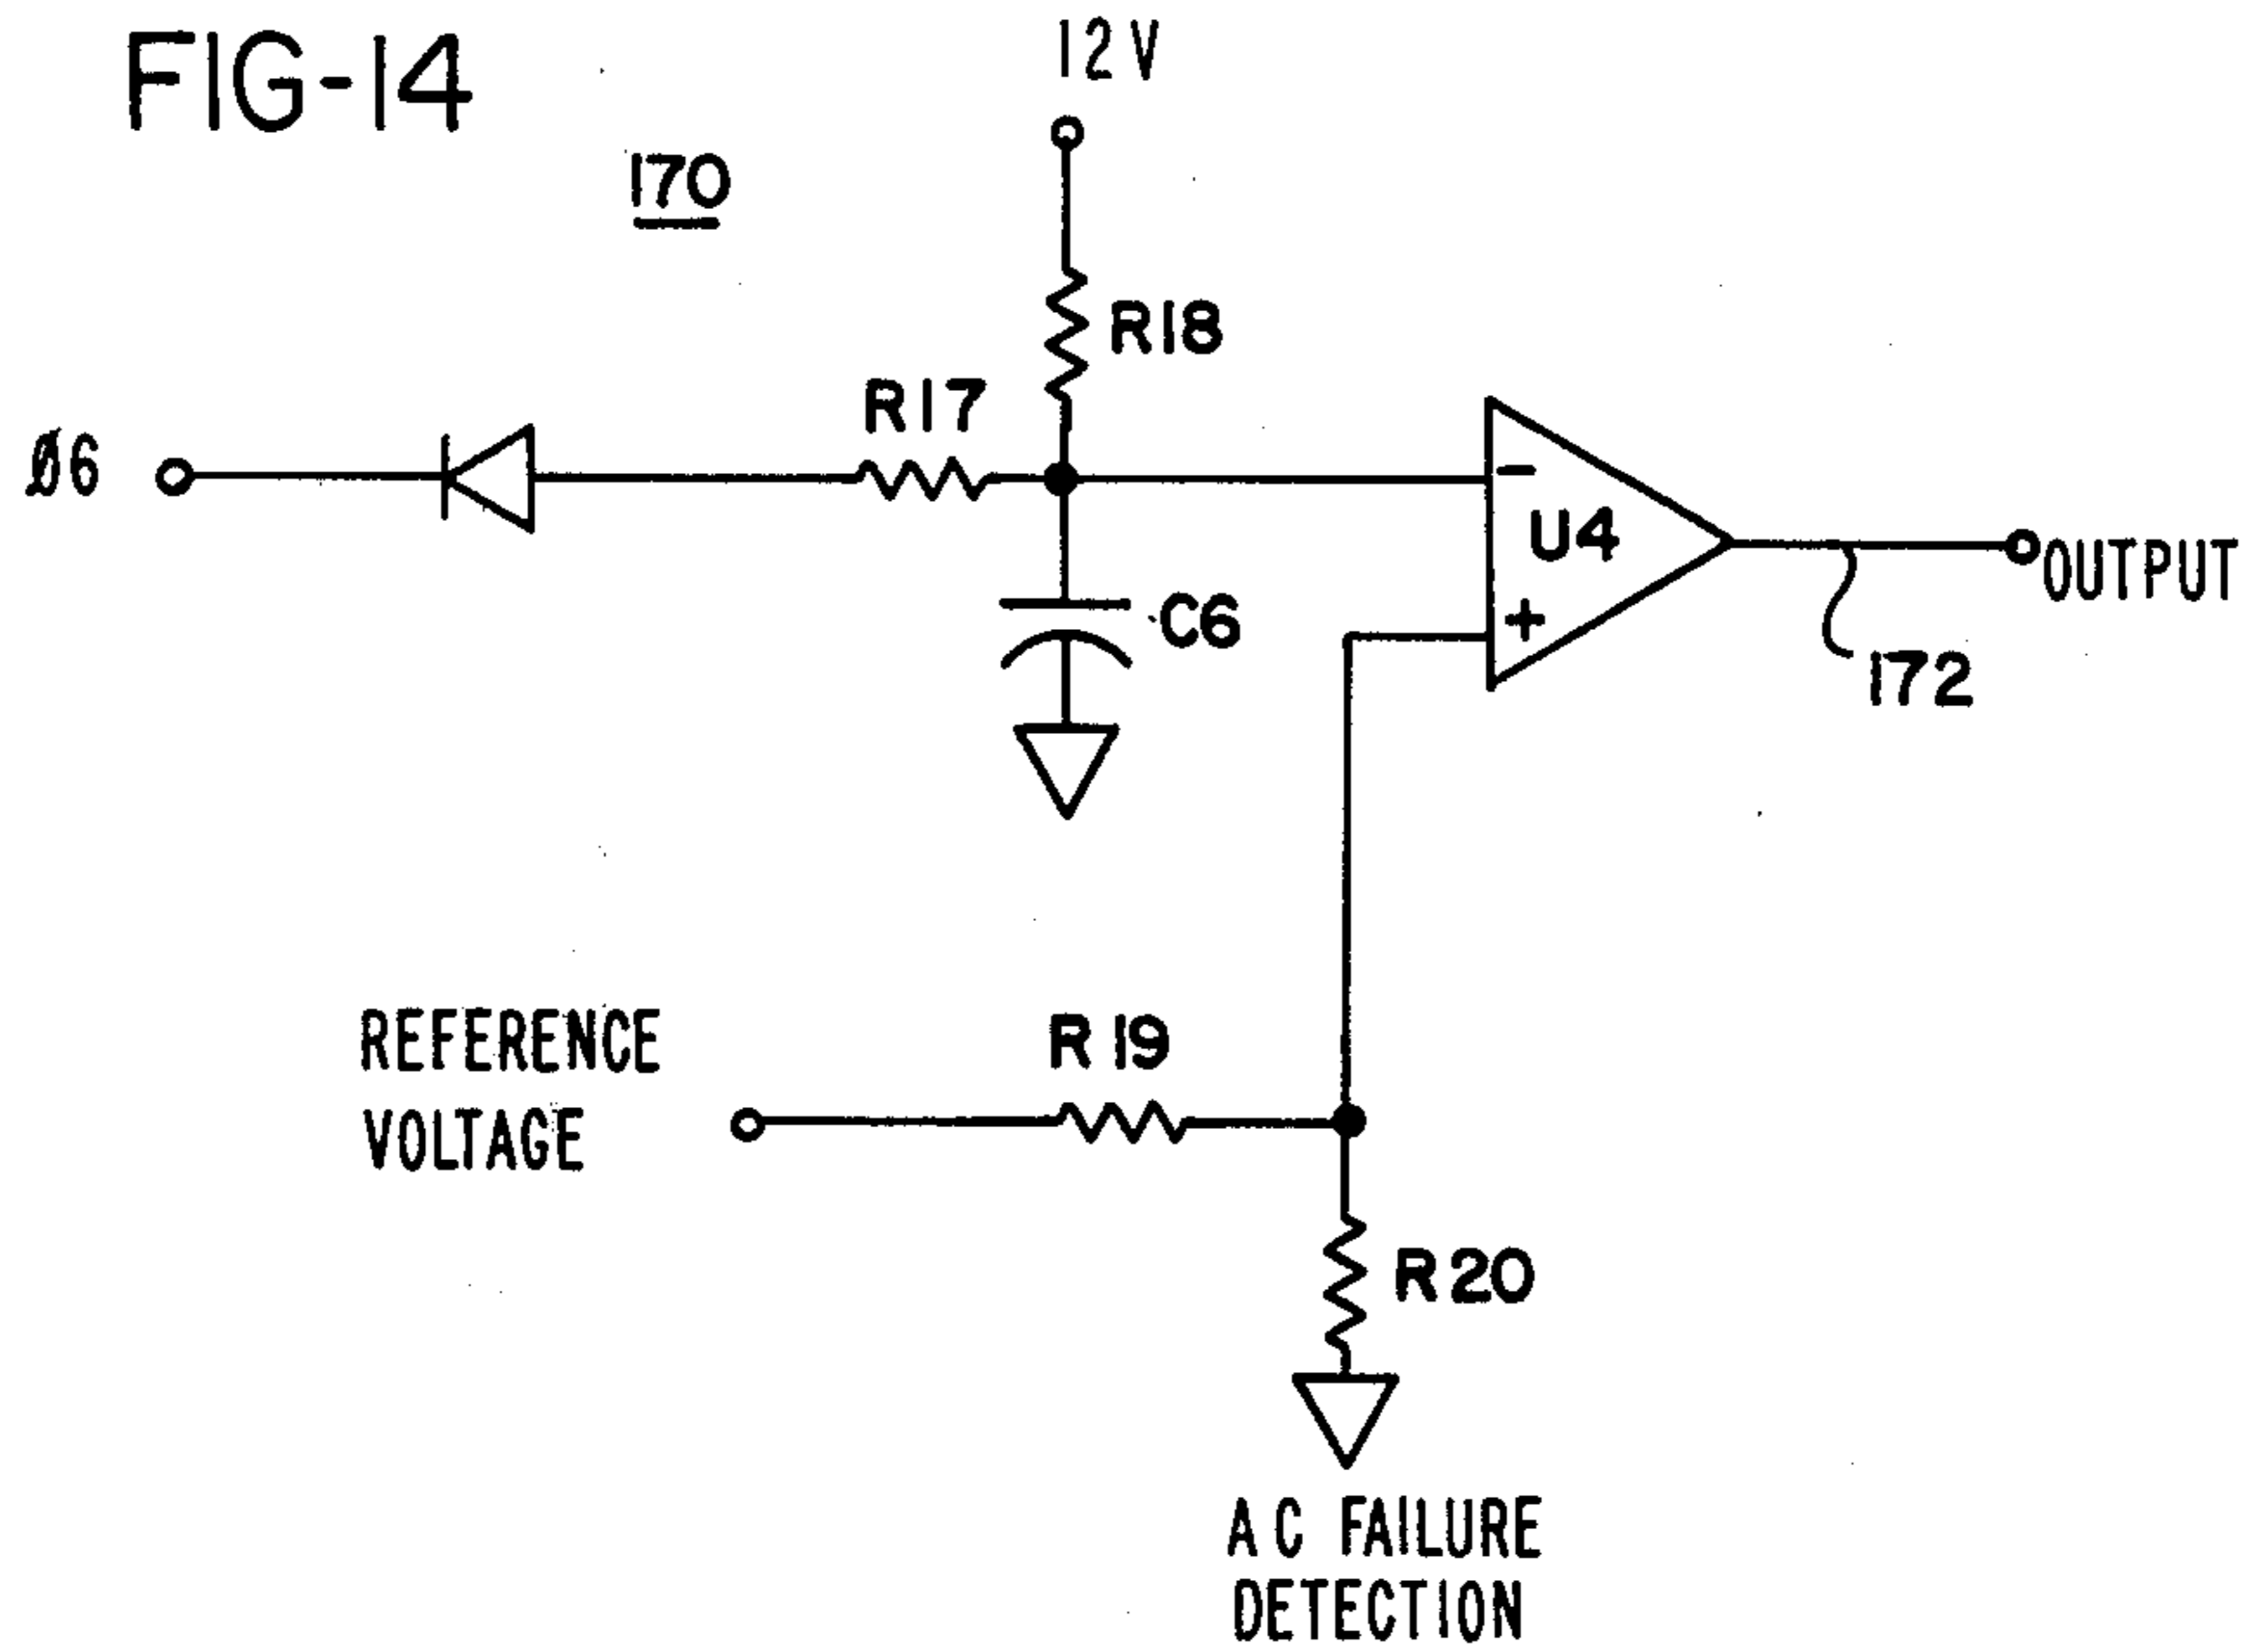 FIG-14
12V
170
R18
R17
Ø6
-
U4
OUTPUT
+
C6
172
REFERENCE
VOLTAGE
R19
R20
AC FAILURE
DETECTION